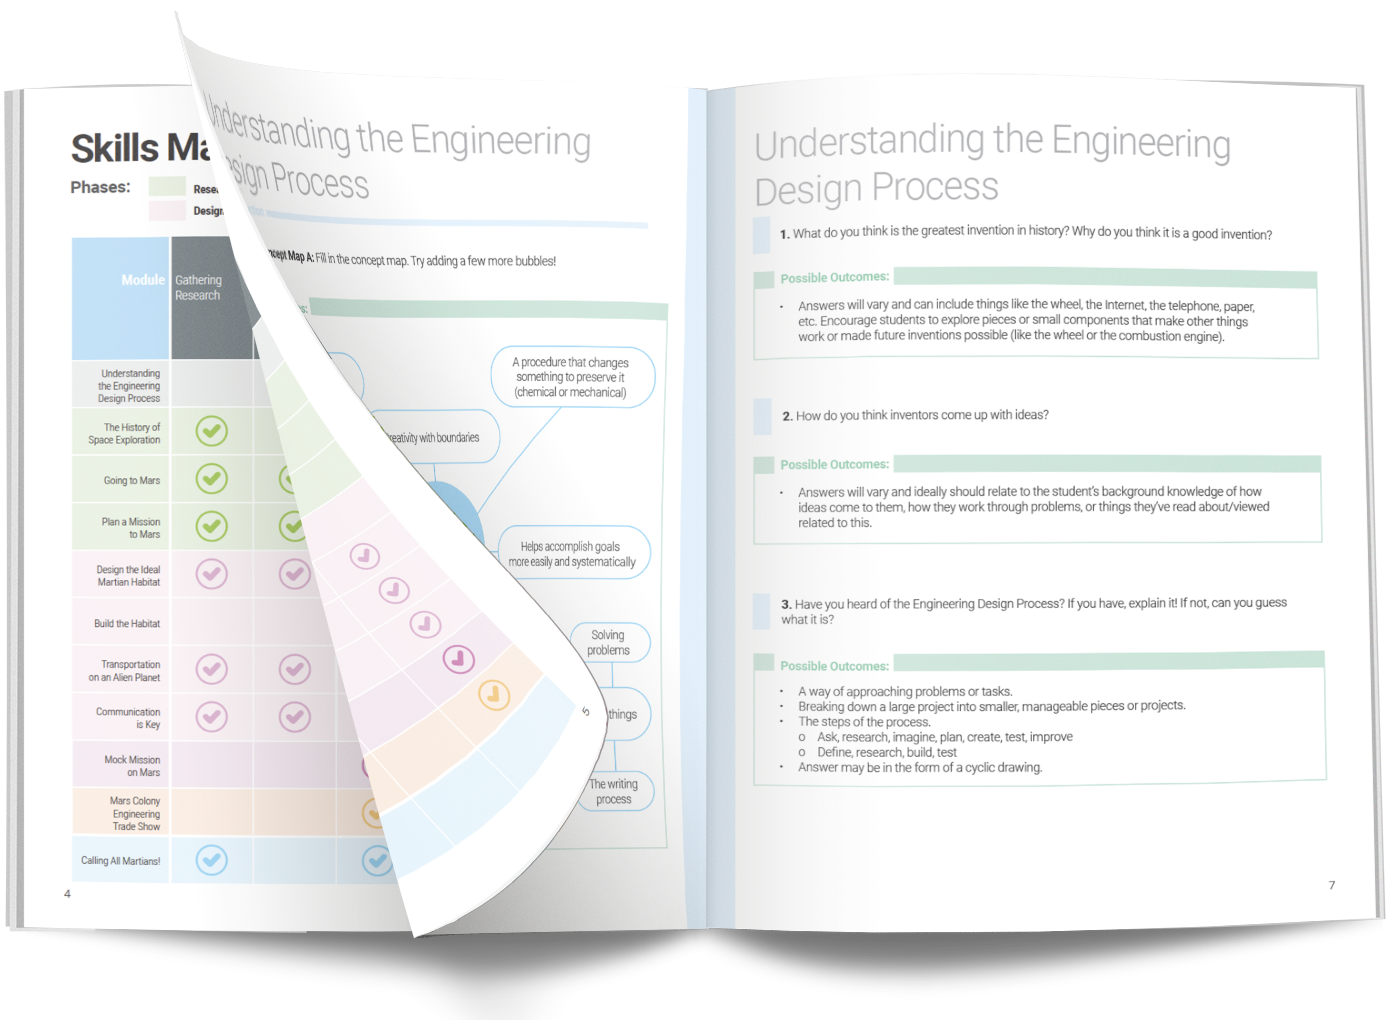 Skills Ma
Phases:
Resea
Design
Module
Gathering
Research
Understanding
the Engineering
Design Process
The History of
Space Exploration
Going to Mars
Plan a Mission
to Mars
Design the Ideal
Martian Habitat
Build the Habitat
Transportation
on an Alien Planet
Communication
is Key
Mock Mission
on Mars
Mars Colony
Engineering
Trade Show
Calling All Martians!
4
5
Understanding the Engineering
sign Process
cept Map A: Fill in the concept map. Try adding a few more bubbles!
s:
A procedure that changes
something to preserve it
(chemical or mechanical)
reativity with boundaries
Helps accomplish goals
more easily and systematically
Solving
problems
things
The writing
process
Understanding the Engineering
Design Process
1. What do you think is the greatest invention in history? Why do you think it is a good invention?
Possible Outcomes:
• Answers will vary and can include things like the wheel, the Internet, the telephone, paper,
etc. Encourage students to explore pieces or small components that make other things
work or made future inventions possible (like the wheel or the combustion engine).
2. How do you think inventors come up with ideas?
Possible Outcomes:
• Answers will vary and ideally should relate to the student's background knowledge of how
ideas come to them, how they work through problems, or things they've read about/viewed
related to this.
3. Have you heard of the Engineering Design Process? If you have, explain it! If not, can you guess
what it is?
Possible Outcomes:
• A way of approaching problems or tasks.
• Breaking down a large project into smaller, manageable pieces or projects.
• The steps of the process.
o Ask, research, imagine, plan, create, test, improve
o Define, research, build, test
• Answer may be in the form of a cyclic drawing.
7